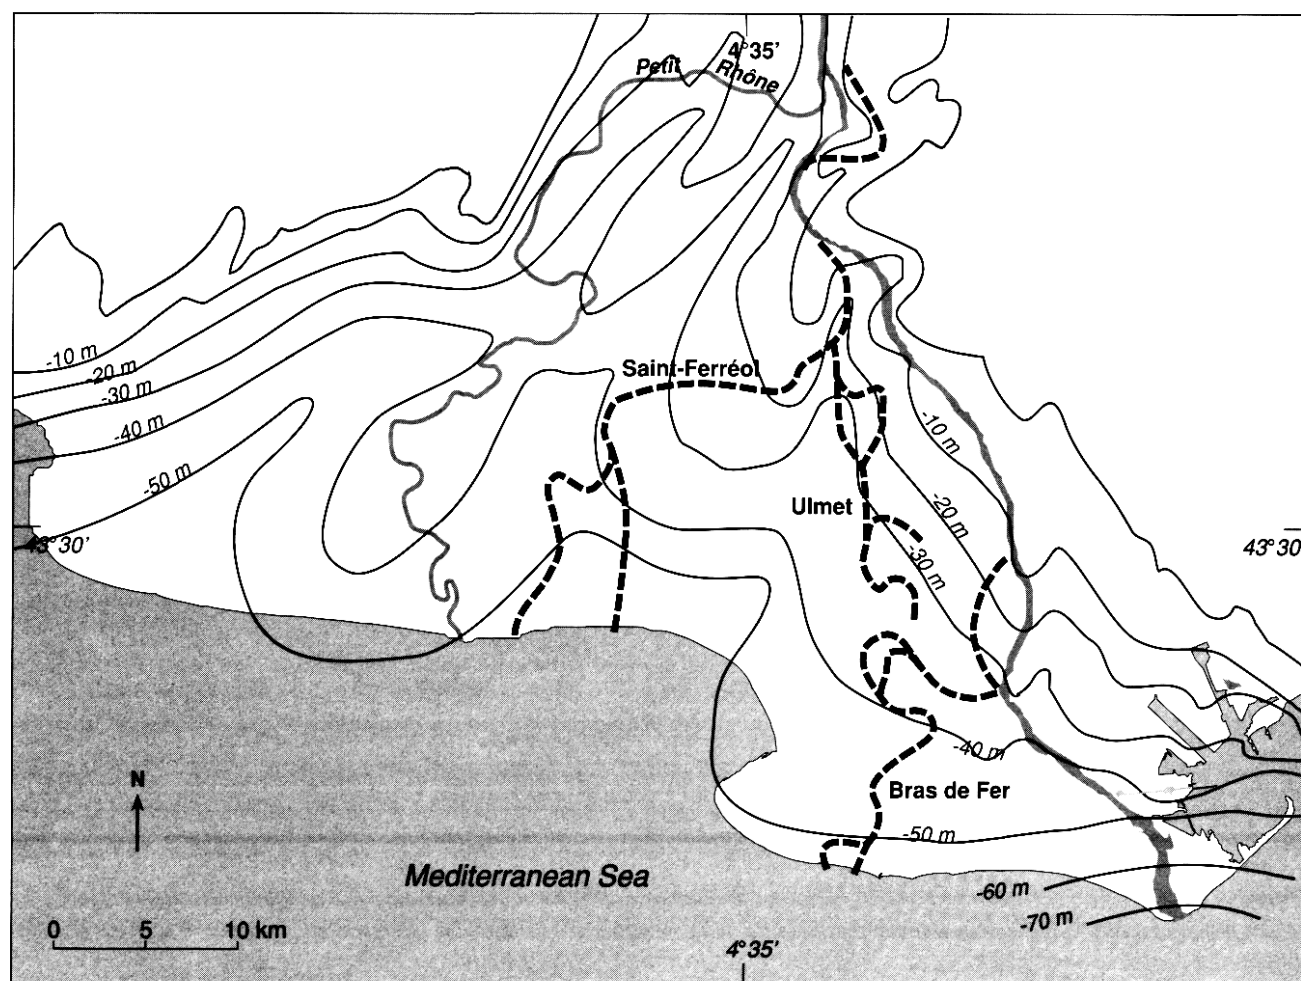 4°35'
Petit Rhône
-10 m
-20 m
-30 m
-40 m
-50 m
Saint-Ferréol
-10 m
-20 m
-30 m
Ulmet
43°30'
43°30
-40 m
Bras de Fer
-50 m
-60 m
-70 m
N
Mediterranean Sea
0 5 10 km
4°35'